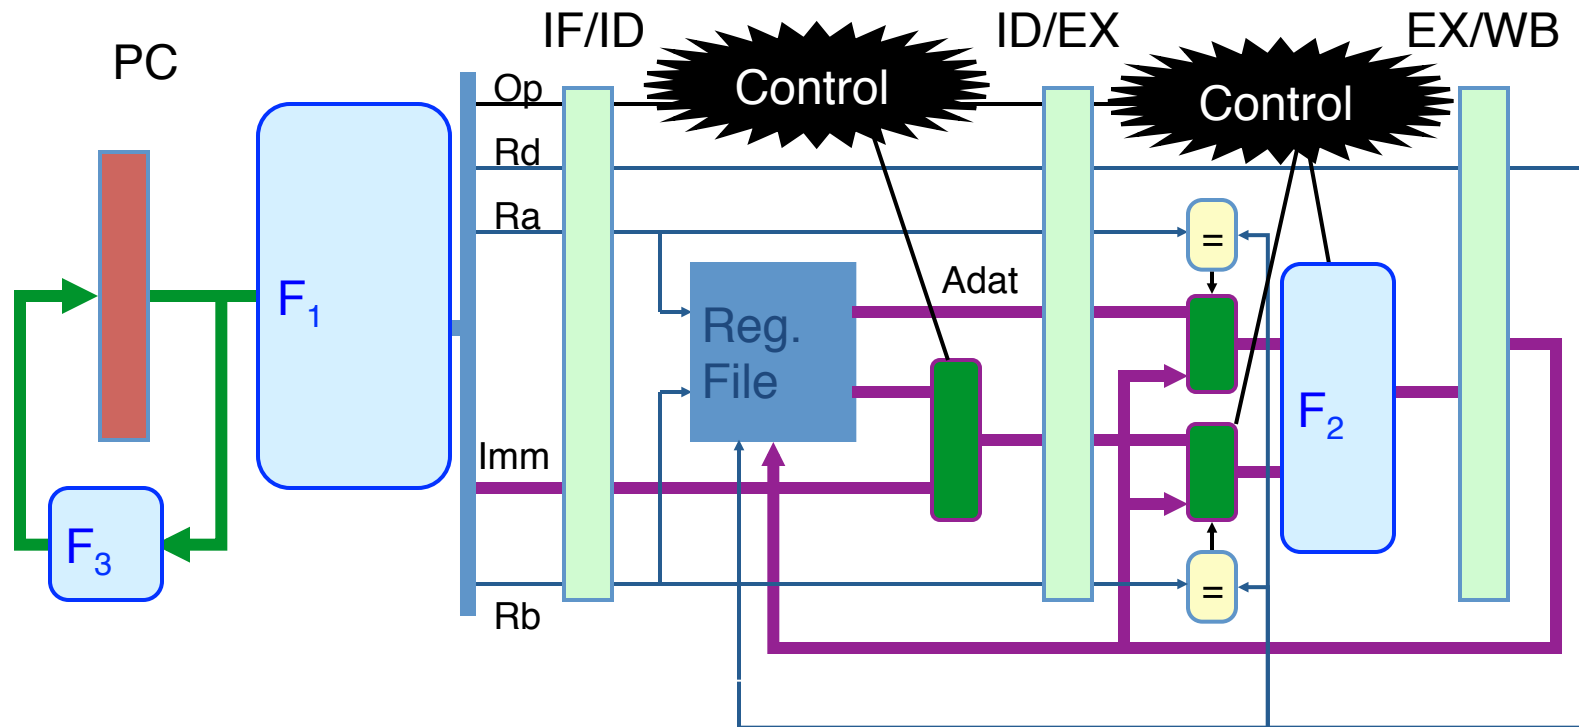 IF/ID
ID/EX
EX/WB
PC
Control
Control
Op
Rd
Ra
=
Adat
F1
Reg.
File
F2
Imm
F3
=
Rb